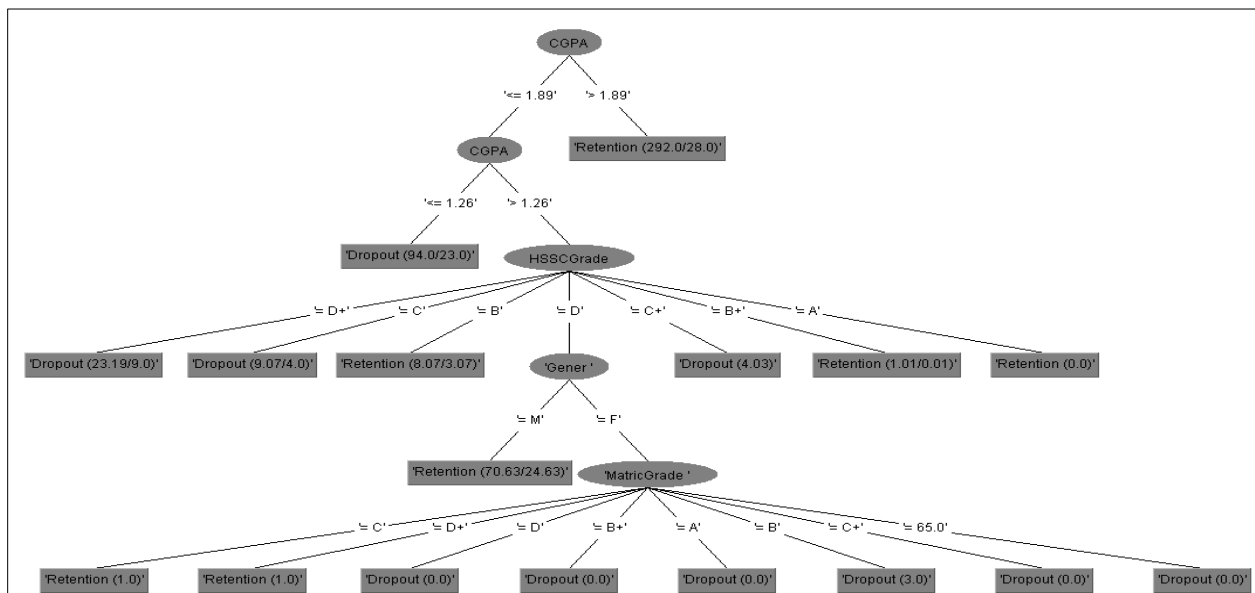 CGPA
'<= 1.89' '> 1.89'
CGPA 'Retention (292.0/28.0)'
'<= 1.26' '> 1.26'
'Dropout (94.0/23.0)' HSSCGrade
'= D+' '= C' '= B' '= D' '= C+' '= B+' '= A'
'Dropout (23.19/9.0)' 'Dropout (9.07/4.0)' 'Retention (8.07/3.07)' 'Gener ' 'Dropout (4.03)' 'Retention (1.01/0.01)' 'Retention (0.0)'
'= M' '= F'
'Retention (70.63/24.63)' 'MatricGrade '
'= C' '= D+' '= D' '= B+' '= A' '= B' '= C+' '= 65.0'
'Retention (1.0)' 'Retention (1.0)' 'Dropout (0.0)' 'Dropout (0.0)' 'Dropout (0.0)' 'Dropout (3.0)' 'Dropout (0.0)' 'Dropout (0.0)'